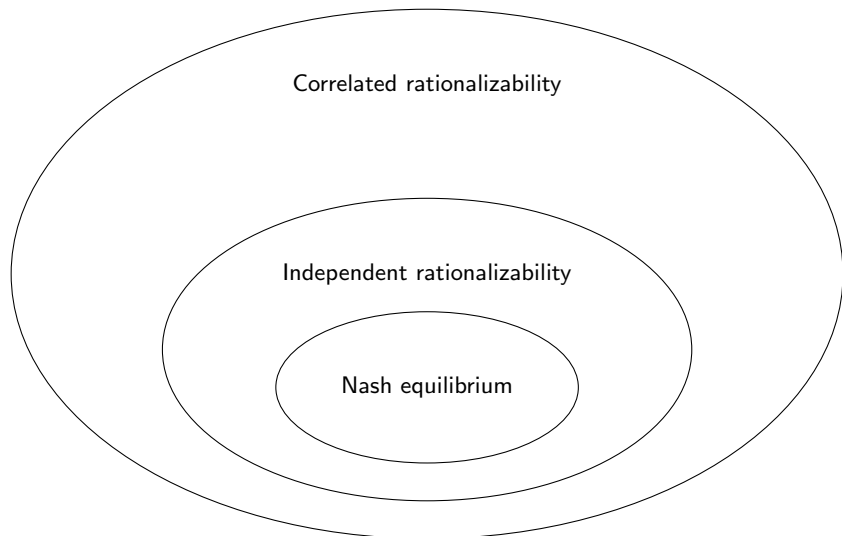 Correlated rationalizability
Independent rationalizability
Nash equilibrium